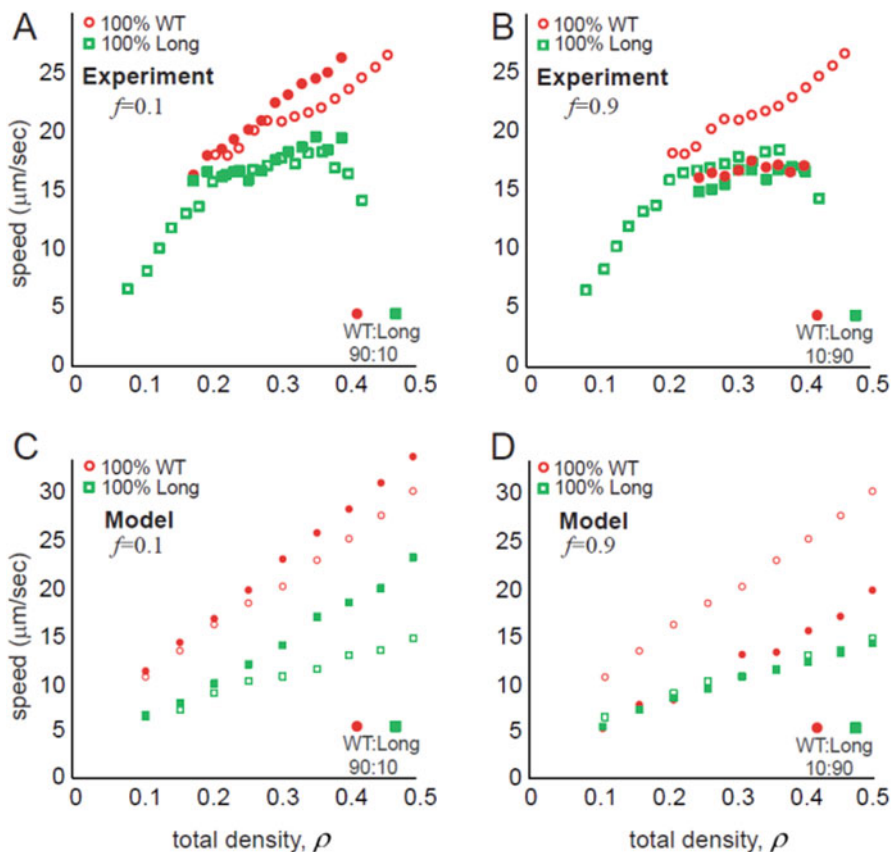 A
100% WT
100% Long
Experiment
f=0.1
speed (μm/sec)
25
20
15
10
5
0
WT:Long
90:10
0 0.1 0.2 0.3 0.4 0.5
B
100% WT
100% Long
Experiment
f=0.9
25
20
15
10
5
0
WT:Long
10:90
0 0.1 0.2 0.3 0.4 0.5
C
100% WT
100% Long
Model
f=0.1
speed (μm/sec)
30
25
20
15
10
5
0
WT:Long
90:10
0 0.1 0.2 0.3 0.4 0.5
total density, ρ
D
100% WT
100% Long
Model
f=0.9
30
25
20
15
10
5
0
WT:Long
10:90
0 0.1 0.2 0.3 0.4 0.5
total density, ρ